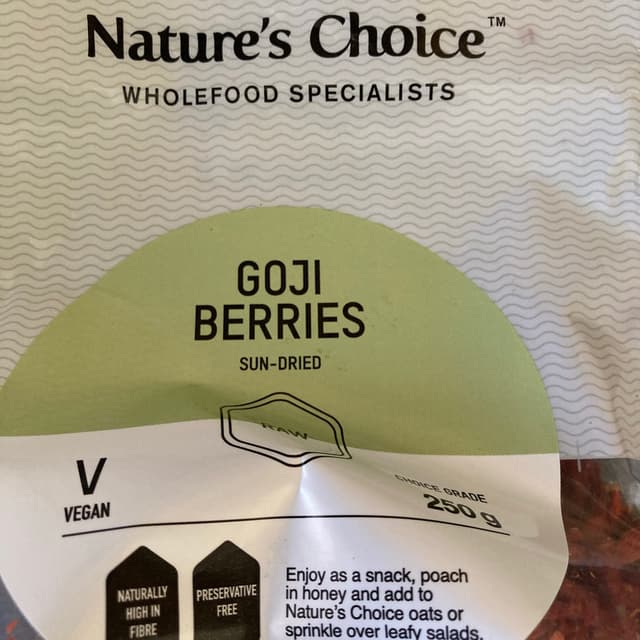 Nature's Choice™
WHOLEFOOD SPECIALISTS
GOJI
BERRIES
SUN-DRIED
RAW
V
VEGAN
CHOICE GRADE
250 g
NATURALLY
HIGH IN
FIBRE
PRESERVATIVE
FREE
Enjoy as a snack, poach
in honey and add to
Nature's Choice oats or
sprinkle over leafy salads.